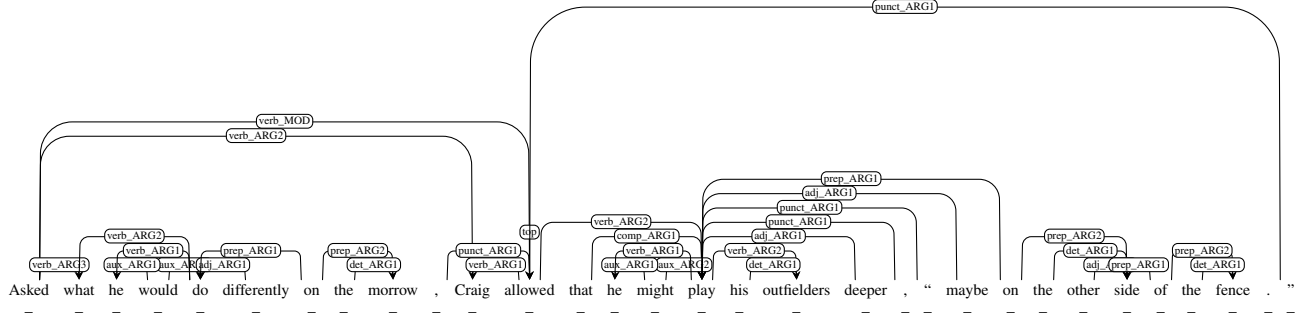 punct_ARG1
verb_MOD
verb_ARG2
prep_ARG1
adj_ARG1
punct_ARG1
verb_ARG2 punct_ARG1
top
verb_ARG2 comp_ARG1 adj_ARG1 prep_ARG2
verb_ARG1 prep_ARG1 prep_ARG2 punct_ARG1 verb_ARG1 verb_ARG2 det_ARG1 prep_ARG2
verb_ARG3 aux_ARG1 adj_ARG1 det_ARG1 verb_ARG1 aux_ARG1 aux_ARG2 det_ARG1 prep_ARG1 det_ARG1
Asked what he would do differently on the morrow , Craig allowed that he might play his outfielders deeper , “ maybe on the other side of the fence . ”
_ _ _ _ _ _ _ _ _ _ _ _ _ _ _ _ _ _ _ _ _ _ _ _ _ _ _ _ _ _ _